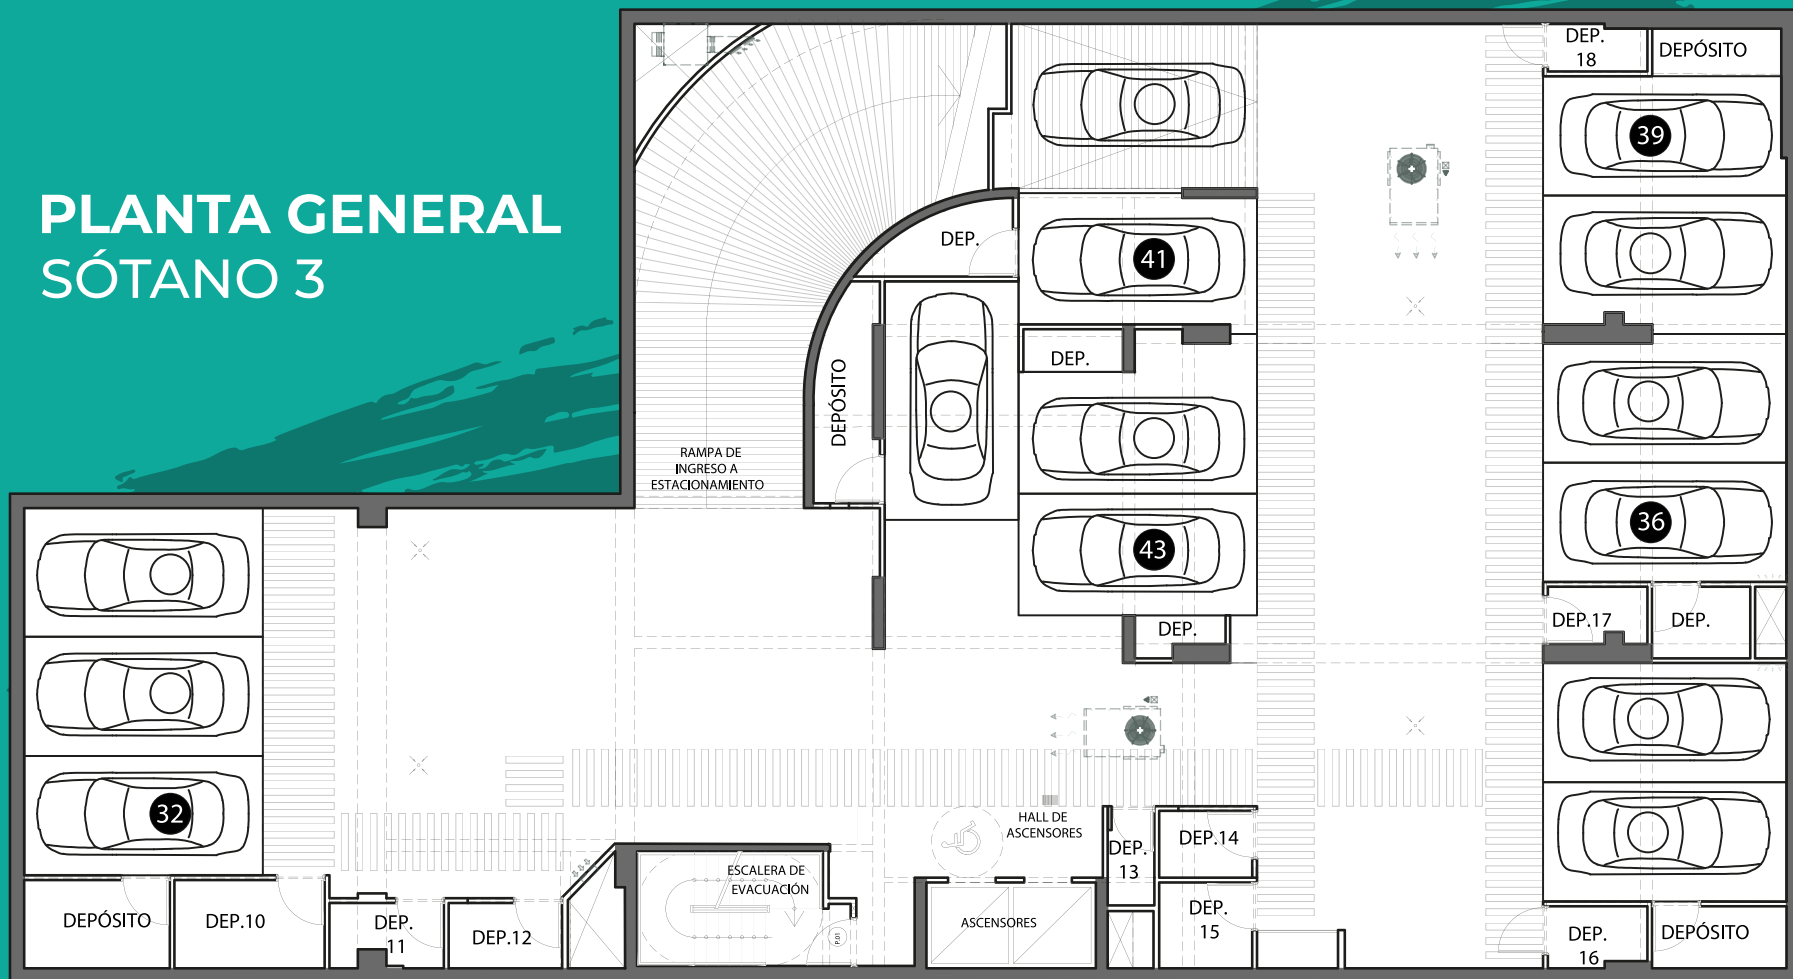 PLANTA GENERAL
SÓTANO 3
DEP.
18
DEPÓSITO
39
DEP.
41
DEP.
DEPÓSITO
RAMPA DE
INGRESO A
ESTACIONAMIENTO
43
36
DEP.17
DEP.
DEP.
32
HALL DE
ASCENSORES
DEP.
13
DEP.14
ESCALERA DE
EVACUACIÓN
DEPÓSITO
DEP.10
DEP.
11
DEP.12
P.01
ASCENSORES
DEP.
15
DEP.
16
DEPÓSITO